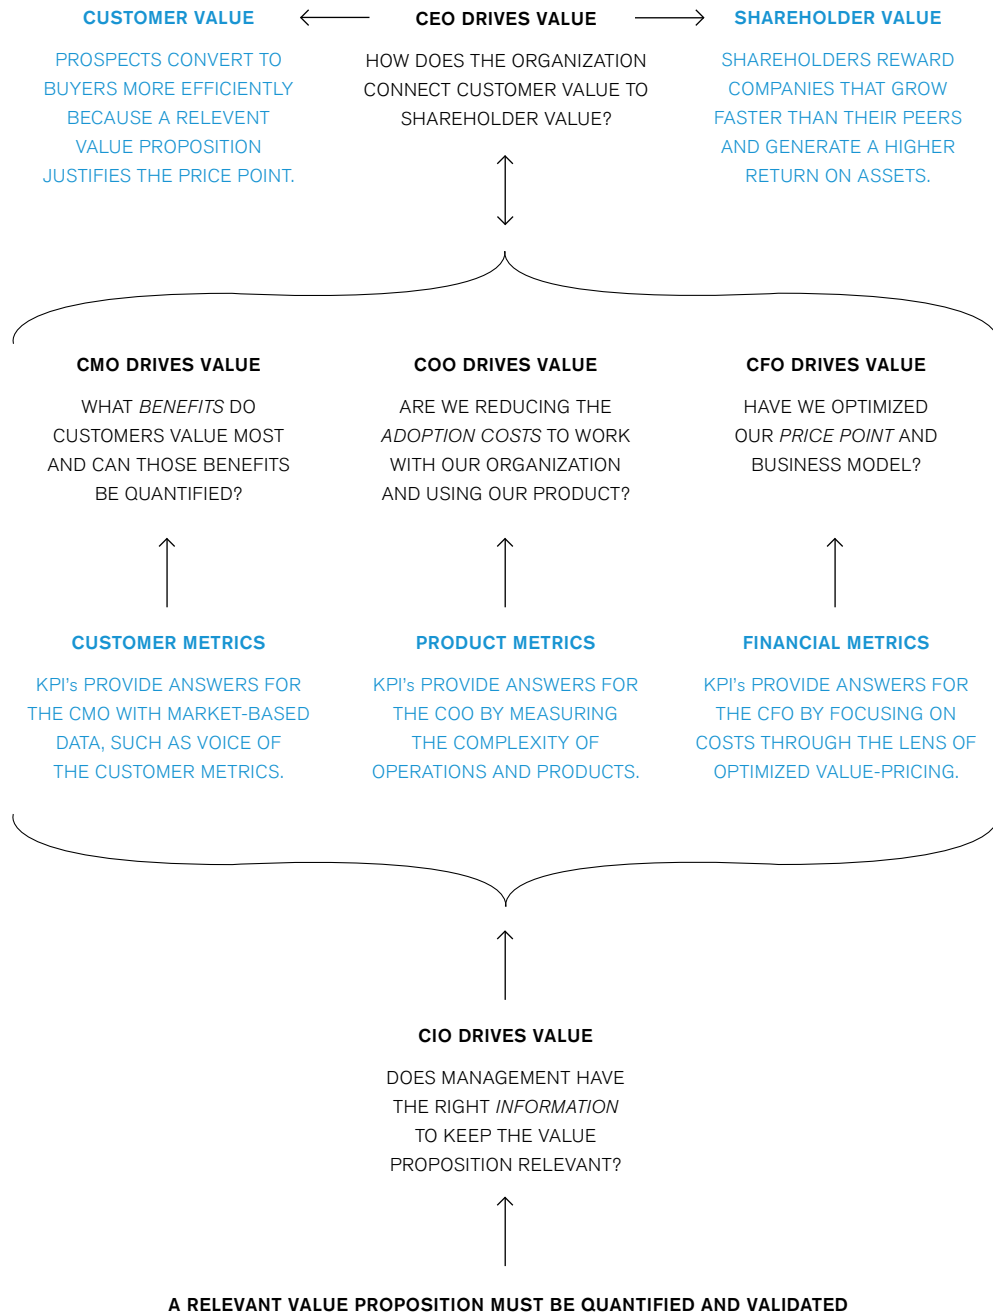 CUSTOMER VALUE
PROSPECTS CONVERT TO
BUYERS MORE EFFICIENTLY
BECAUSE A RELEVENT
VALUE PROPOSITION
JUSTIFIES THE PRICE POINT.
CEO DRIVES VALUE
HOW DOES THE ORGANIZATION
CONNECT CUSTOMER VALUE TO
SHAREHOLDER VALUE?
SHAREHOLDER VALUE
SHAREHOLDERS REWARD
COMPANIES THAT GROW
FASTER THAN THEIR PEERS
AND GENERATE A HIGHER
RETURN ON ASSETS.
CMO DRIVES VALUE
WHAT BENEFITS DO
CUSTOMERS VALUE MOST
AND CAN THOSE BENEFITS
BE QUANTIFIED?
COO DRIVES VALUE
ARE WE REDUCING THE
ADOPTION COSTS TO WORK
WITH OUR ORGANIZATION
AND USING OUR PRODUCT?
CFO DRIVES VALUE
HAVE WE OPTIMIZED
OUR PRICE POINT AND
BUSINESS MODEL?
CUSTOMER METRICS
KPI's PROVIDE ANSWERS FOR
THE CMO WITH MARKET-BASED
DATA, SUCH AS VOICE OF
THE CUSTOMER METRICS.
PRODUCT METRICS
KPI's PROVIDE ANSWERS FOR
THE COO BY MEASURING
THE COMPLEXITY OF
OPERATIONS AND PRODUCTS.
FINANCIAL METRICS
KPI's PROVIDE ANSWERS FOR
THE CFO BY FOCUSING ON
COSTS THROUGH THE LENS OF
OPTIMIZED VALUE-PRICING.
CIO DRIVES VALUE
DOES MANAGEMENT HAVE
THE RIGHT INFORMATION
TO KEEP THE VALUE
PROPOSITION RELEVANT?
A RELEVANT VALUE PROPOSITION MUST BE QUANTIFIED AND VALIDATED